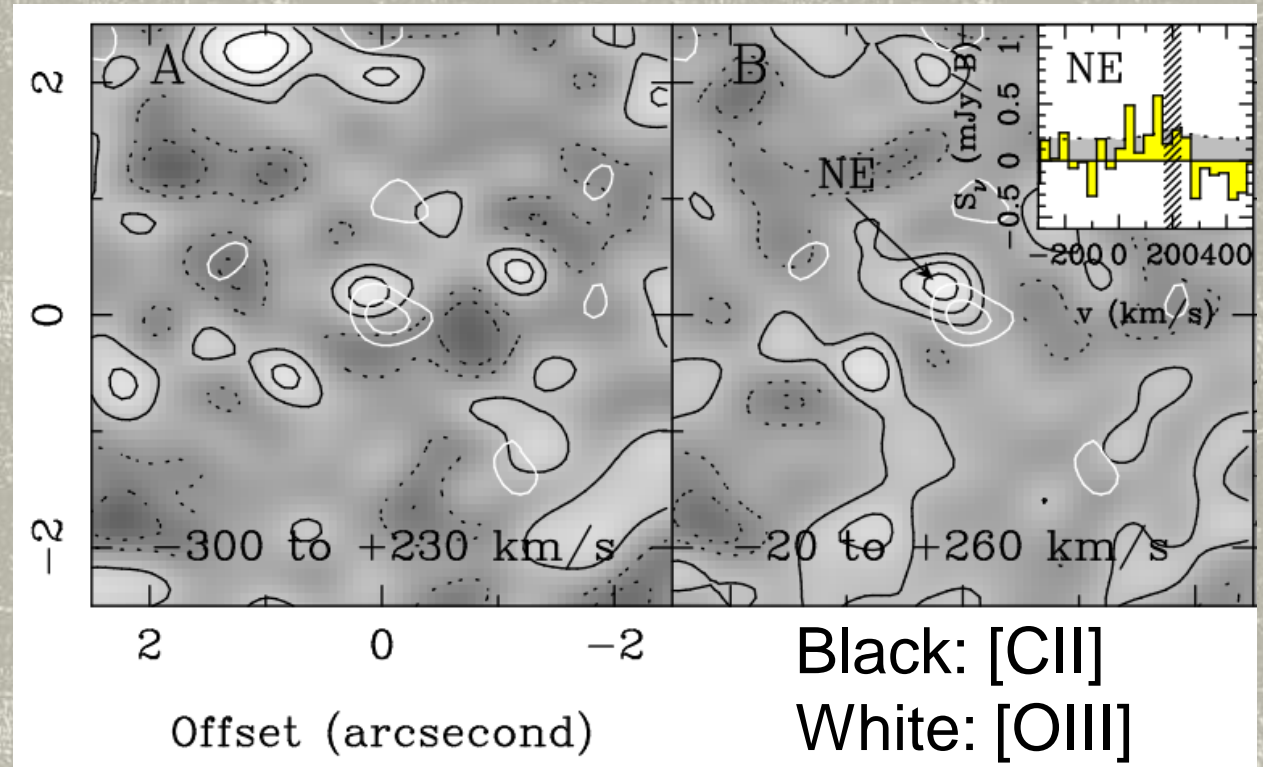 A
B
NE
NE
S_ν (mJy/B)
1
0.5
0
−0.5
−200 0 200 400
v (km/s)
2
0
−2
−300 to +230 km/s
−20 to +260 km/s
2 0 −2
Offset (arcsecond)
Black: [CII]
White: [OIII]